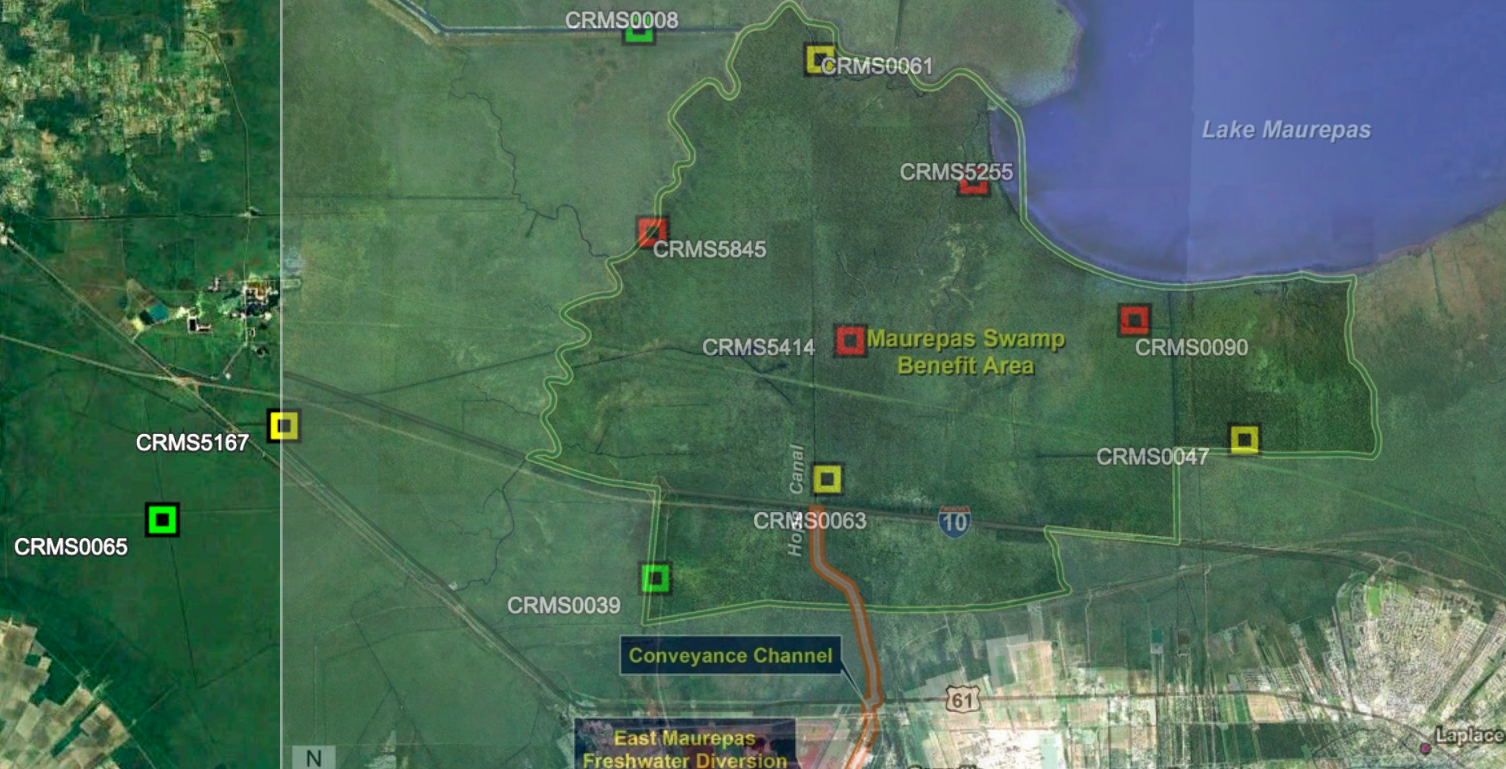 CRMS0008
CRMS0061
Lake Maurepas
CRMS5255
CRMS5845
CRMS5414
Maurepas Swamp
Benefit Area
CRMS0090
CRMS5167
CRMS0047
Canal
CRMS0063
10
CRMS0065
CRMS0039
Conveyance Channel
61
East Maurepas
Freshwater Diversion
Laplace
N